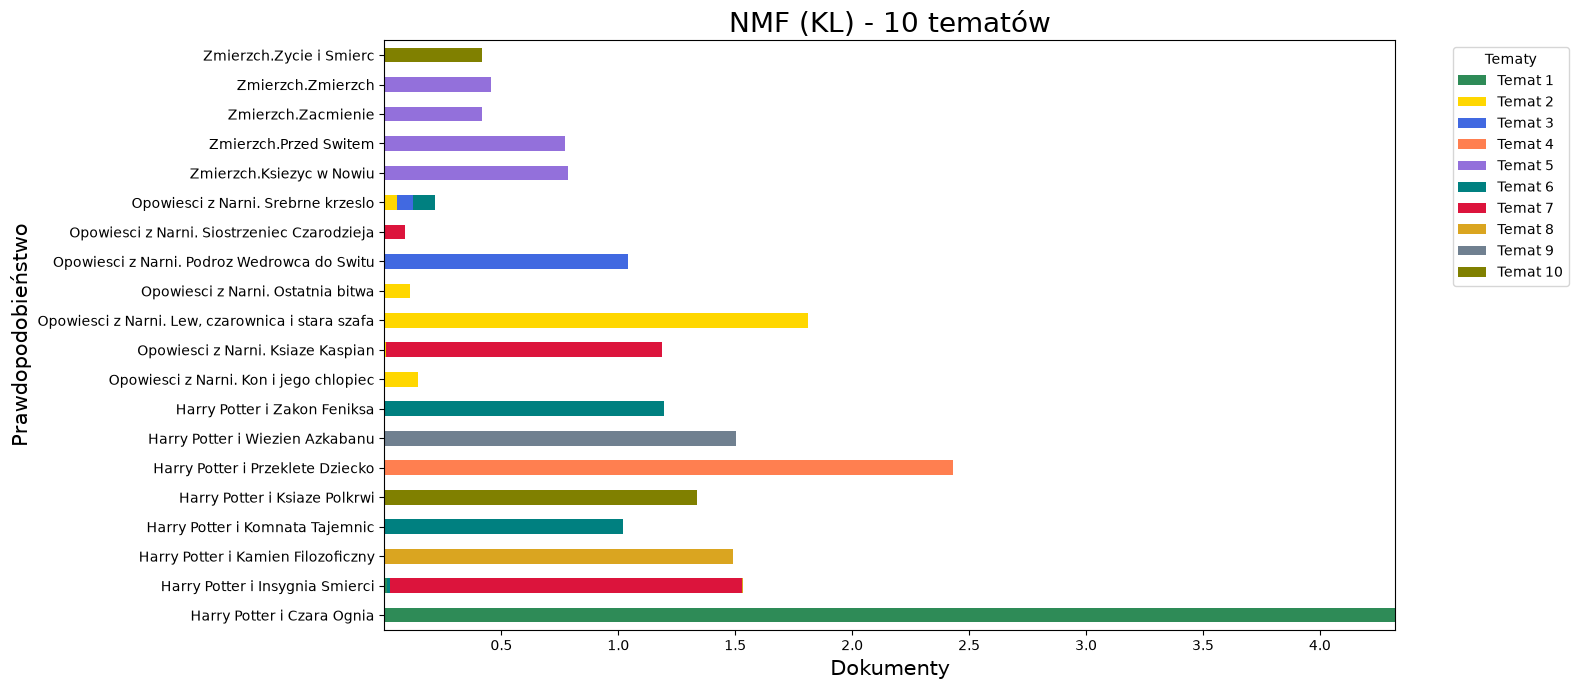 NMF (KL) - 10 tematów
Prawdopodobieństwo
Zmierzch.Zycie i Smierc
Zmierzch.Zmierzch
Zmierzch.Zacmienie
Zmierzch.Przed Switem
Zmierzch.Ksiezyc w Nowiu
Opowiesci z Narni. Srebrne krzeslo
Opowiesci z Narni. Siostrzeniec Czarodzieja
Opowiesci z Narni. Podroz Wedrowca do Switu
Opowiesci z Narni. Ostatnia bitwa
Opowiesci z Narni. Lew, czarownica i stara szafa
Opowiesci z Narni. Ksiaze Kaspian
Opowiesci z Narni. Kon i jego chlopiec
Harry Potter i Zakon Feniksa
Harry Potter i Wiezien Azkabanu
Harry Potter i Przeklete Dziecko
Harry Potter i Ksiaze Polkrwi
Harry Potter i Komnata Tajemnic
Harry Potter i Kamien Filozoficzny
Harry Potter i Insygnia Smierci
Harry Potter i Czara Ognia
0.5 1.0 1.5 2.0 2.5 3.0 3.5 4.0
Dokumenty
Tematy
Temat 1
Temat 2
Temat 3
Temat 4
Temat 5
Temat 6
Temat 7
Temat 8
Temat 9
Temat 10